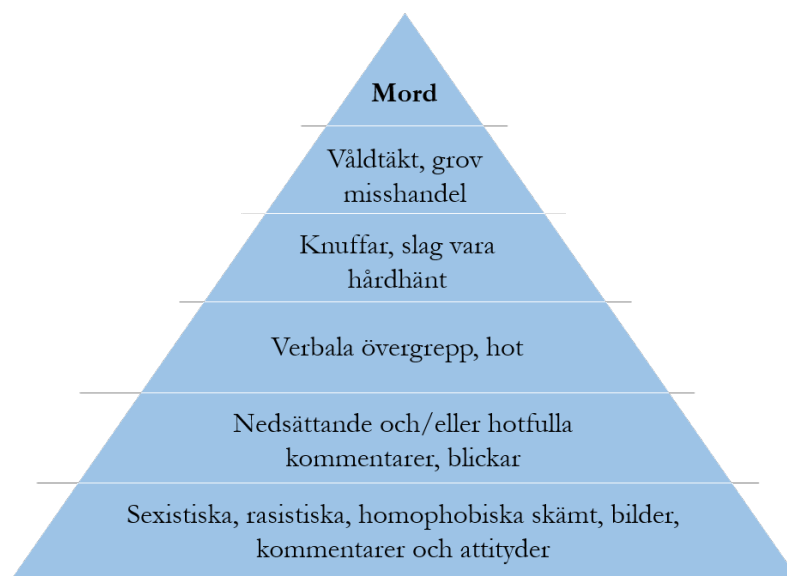 Mord
Våldtäkt, grov
misshandel
Knuffar, slag vara
hårdhänt
Verbala övergrepp, hot
Nedsättande och/eller hotfulla
kommentarer, blickar
Sexistiska, rasistiska, homophobiska skämt, bilder,
kommentarer och attityder